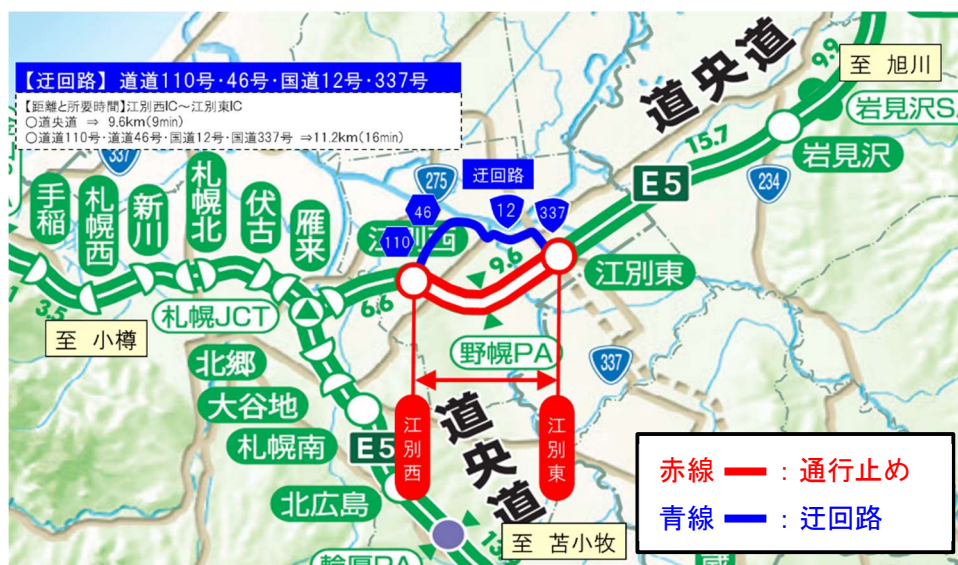 【迂回路】 道道110号･46号･国道12号･337号
【距離と所要時間】江別西IC～江別東IC
〇道央道 ⇒ 9.6km(9min)
〇道道110号･道道46号･国道12号･国道337号 ⇒11.2km(16min)
道央道
9.9
至 旭川
岩見沢SA
岩見沢
15.7
E5
234
337
275
迂回路
46
12
337
110
手稲
札幌西
新川
札幌北
伏古
雁来
江別西
9.6
江別東
6.6
3.5
札幌JCT
至 小樽
野幌PA
337
北郷
大谷地
札幌南
E5
道央道
江別西
江別東
北広島
輪厚PA
13
至 苫小牧
赤線 ： 通行止め
青線 ： 迂回路